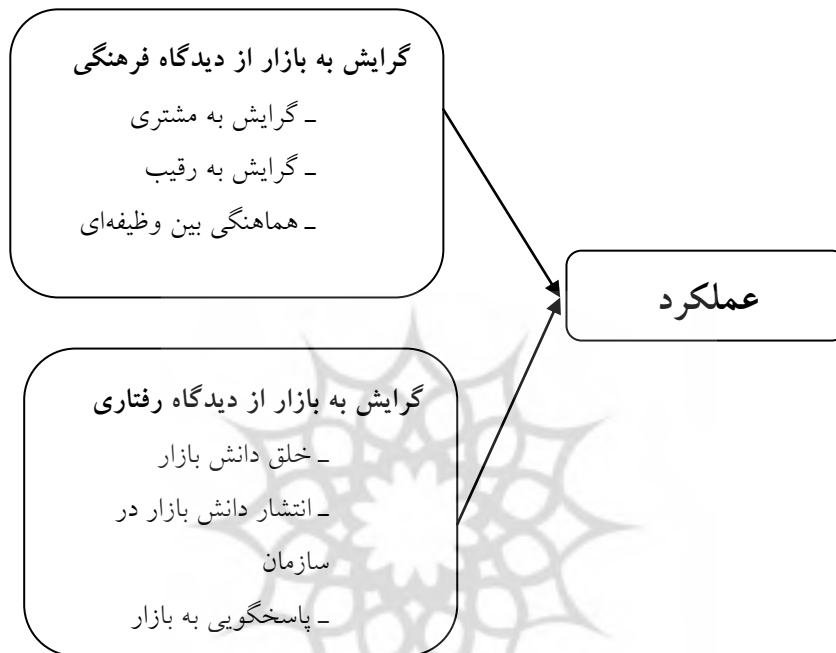 گرایش به بازار از دیدگاه فرهنگی
ـ گرایش به مشتری
ـ گرایش به رقیب
ـ هماهنگی بین وظیفه‌ای
عملکرد
گرایش به بازار از دیدگاه رفتاری
ـ خلق دانش بازار
ـ انتشار دانش بازار در
سازمان
ـ پاسخگویی به بازار